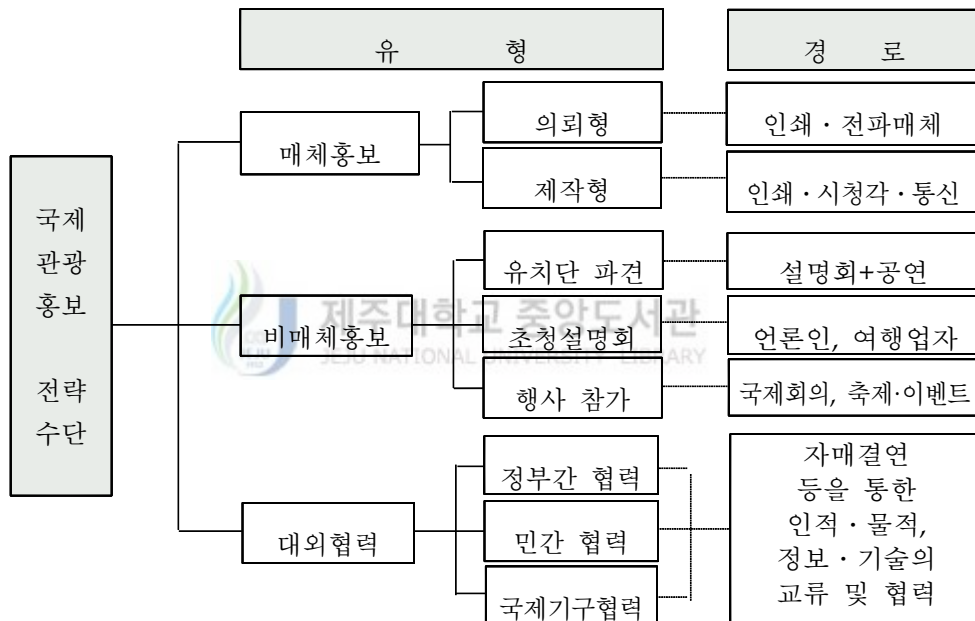 유 형
경 로
국제
관광
홍보
전략
수단
매체홍보
의뢰형
인쇄·전파매체
제작형
인쇄·시청각·통신
비매체홍보
유치단 파견
설명회+공연
초청설명회
언론인, 여행업자
행사 참가
국제회의, 축제·이벤트
대외협력
정부간 협력
민간 협력
국제기구협력
자매결연
등을 통한
인적·물적,
정보·기술의
교류 및 협력
제주대학교 중앙도서관
JEJU NATIONAL UNIVERSITY LIBRARY